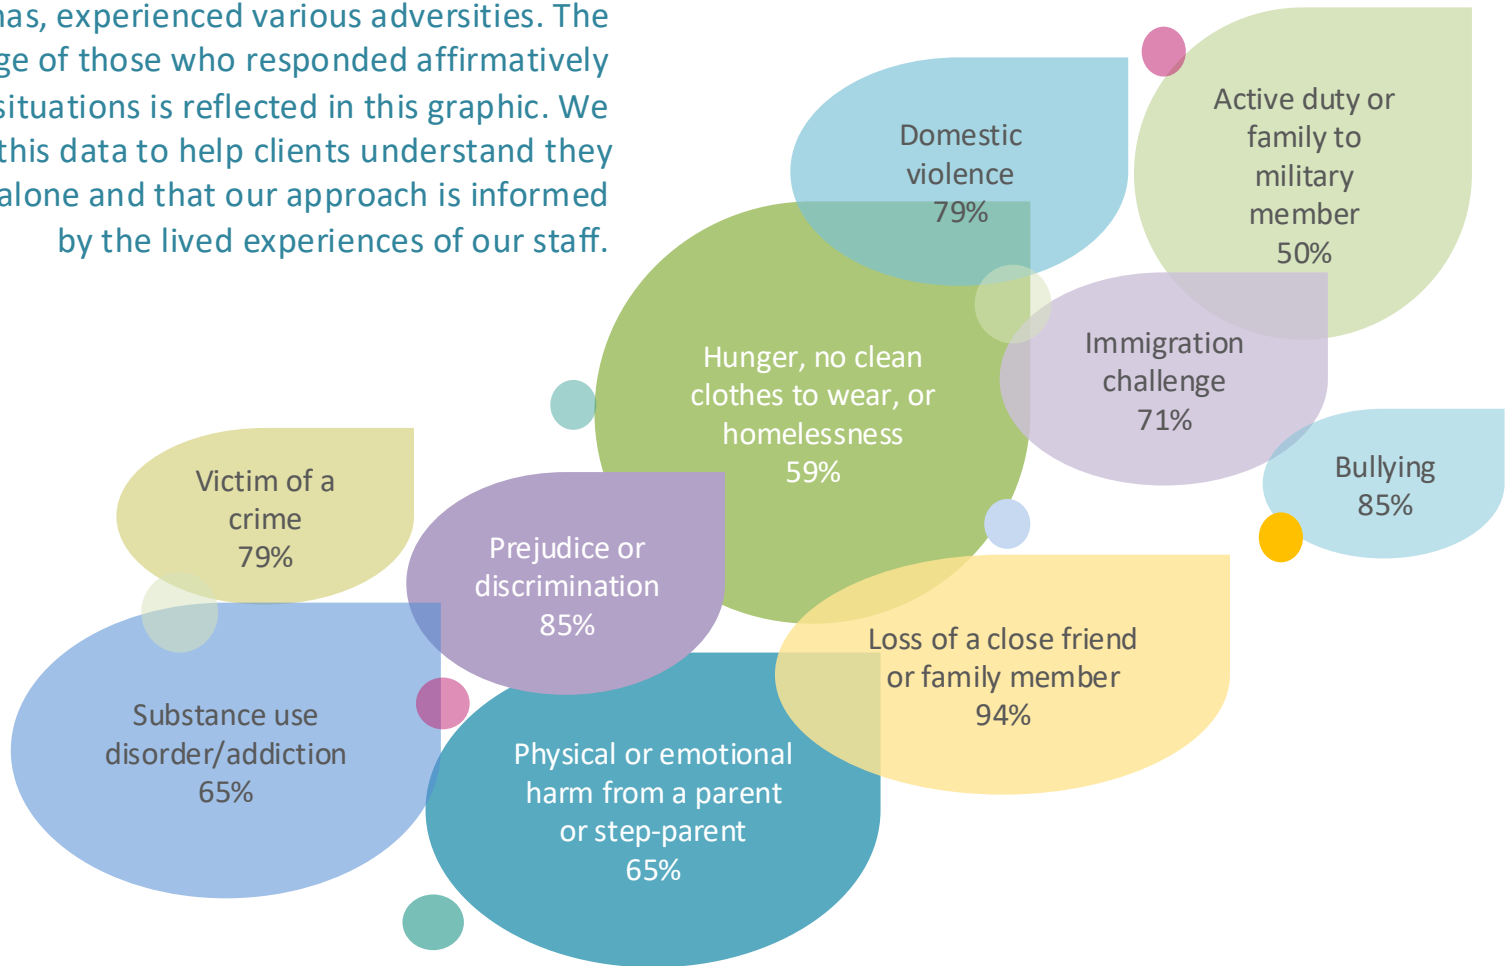 has, experienced various adversities. The
ge of those who responded affirmatively
situations is reflected in this graphic. We
this data to help clients understand they
alone and that our approach is informed
by the lived experiences of our staff.
Domestic
violence
79%
Active duty or
family to
military
member
50%
Hunger, no clean
clothes to wear, or
homelessness
59%
Immigration
challenge
71%
Bullying
85%
Victim of a
crime
79%
Prejudice or
discrimination
85%
Loss of a close friend
or family member
94%
Substance use
disorder/addiction
65%
Physical or emotional
harm from a parent
or step-parent
65%